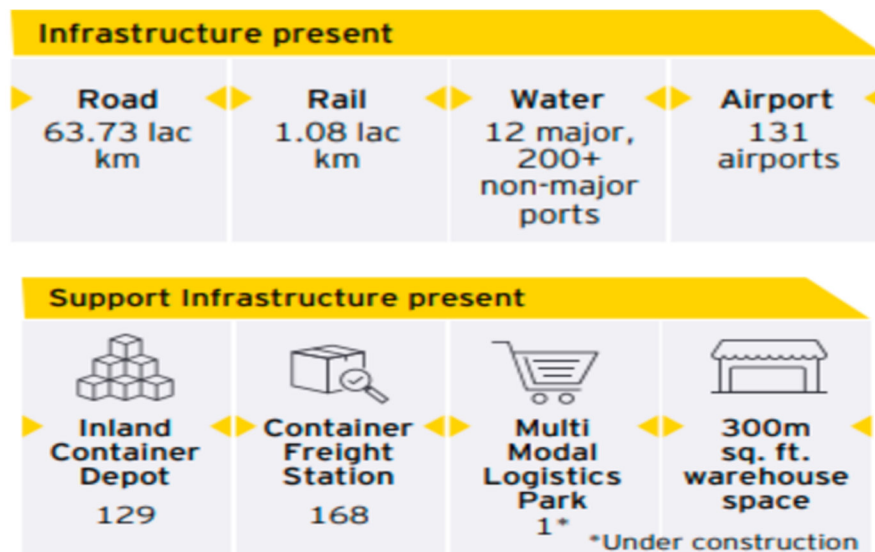 Infrastructure present
Road
63.73 lac
km
Rail
1.08 lac
km
Water
12 major,
200+
non-major
ports
Airport
131
airports
Support Infrastructure present
Inland
Container
Depot
129
Container
Freight
Station
168
Multi
Modal
Logistics
Park
1*
300m
sq. ft.
warehouse
space
*Under construction